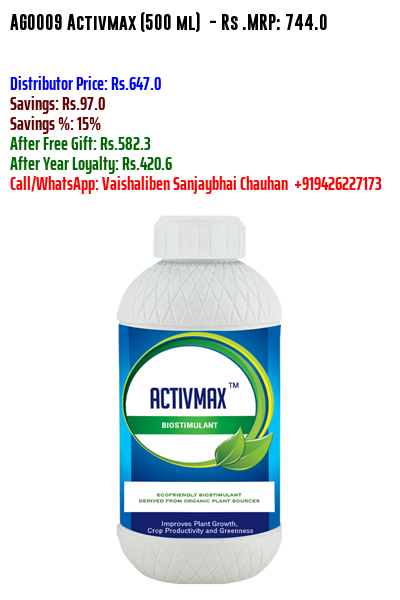 AG0009 Activmax (500 ml) - Rs .MRP: 744.0
Distributor Price: Rs.647.0
Savings: Rs.97.0
Savings %: 15%
After Free Gift: Rs.582.3
After Year Loyalty: Rs.420.6
Call/WhatsApp: Vaishaliben Sanjaybhai Chauhan +919426227173
ACTIVMAX™
BIOSTIMULANT
ECOFRIENDLY BIOSTIMULANT
DERIVED FROM ORGANIC PLANT SOURCES
Improves Plant Growth,
Crop Productivity and Greenness